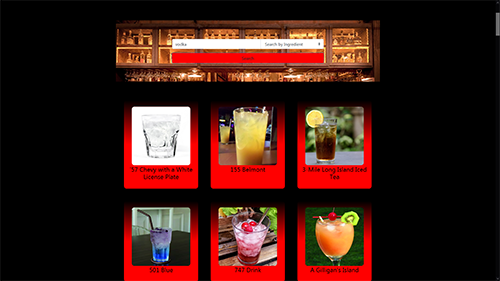 vodka
Search by Ingredient
'57 Chevy with a White
License Plate
155 Belmont
3-Mile Long Island Iced
Tea
501 Blue
747 Drink
A Gilligan's Island